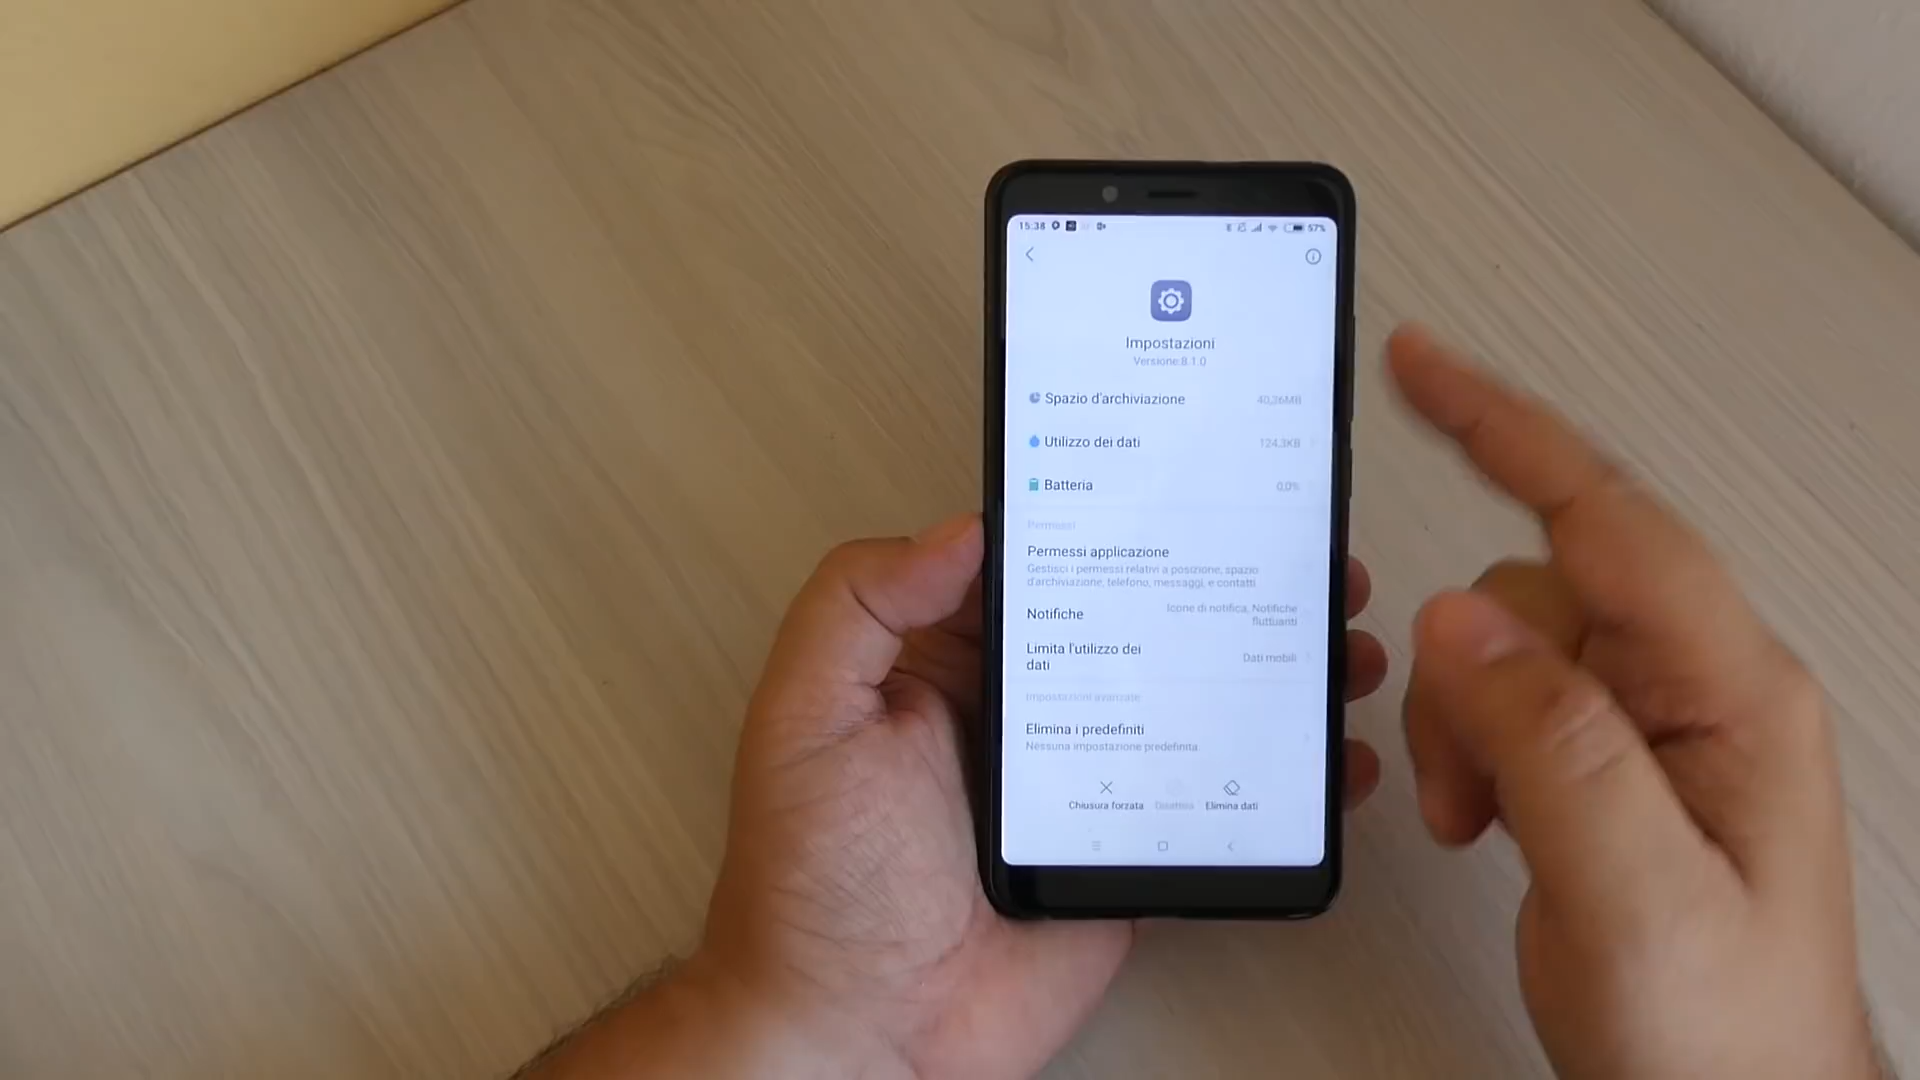 15:38
57%
Impostazioni
Versione:8.1.0
Spazio d'archiviazione 40,26MB
Utilizzo dei dati 124,3KB
Batteria 0,0%
Permessi
Permessi applicazione
Gestisci i permessi relativi a posizione, spazio
d'archiviazione, telefono, messaggi, e contatti
Notifiche Icone di notifica, Notifiche
fluttuanti
Limita l'utilizzo dei
dati Dati mobili
Impostazioni avanzate
Elimina i predefiniti
Nessuna impostazione predefinita.
Chiusura forzata Disattiva Elimina dati